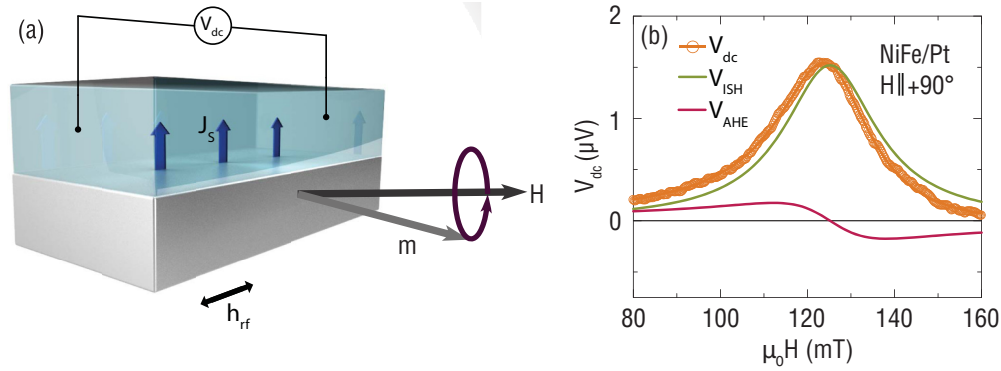 (a)
V_dc
J_S
H
m
h_rf
(b)
V_dc
V_ISH
V_AHE
NiFe/Pt
H∥+90°
V_dc (μV)
2
1
0
80
100
120
140
160
μ₀H (mT)